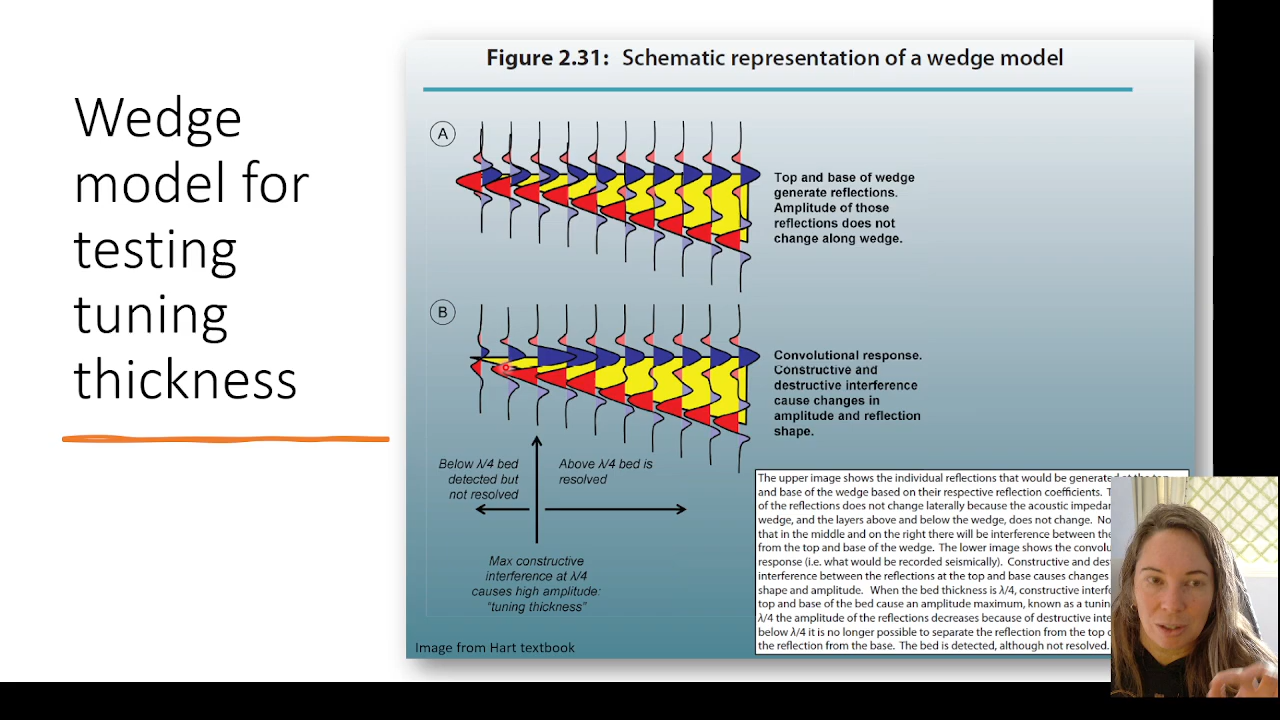 Wedge
model for
testing
tuning
thickness
Figure 2.31: Schematic representation of a wedge model
A
Top and base of wedge
generate reflections.
Amplitude of those
reflections does not
change along wedge.
B
Convolutional response.
Constructive and
destructive interference
cause changes in
amplitude and reflection
shape.
Below λ/4 bed
detected but
not resolved
Above λ/4 bed is
resolved
Max constructive
interference at λ/4
causes high amplitude:
“tuning thickness”
Image from Hart textbook
The upper image shows the individual reflections that would be generated at the top
and base of the wedge based on their respective reflection coefficients.
of the reflections does not change laterally because the acoustic
wedge, and the layers above and below the wedge, does not change.
that in the middle and on the right there will be interference between the
from the top and base of the wedge. The lower image shows the
response (i.e. what would be recorded seismically). Constructive and
interference between the reflections at the top and base causes changes
shape and amplitude. When the bed thickness is λ/4, constructive
top and base of the bed cause an amplitude maximum, known as a
λ/4 the amplitude of the reflections decreases because of destructive
below λ/4 it is no longer possible to separate the reflection from the top
the reflection from the base. The bed is detected, although not resolved.